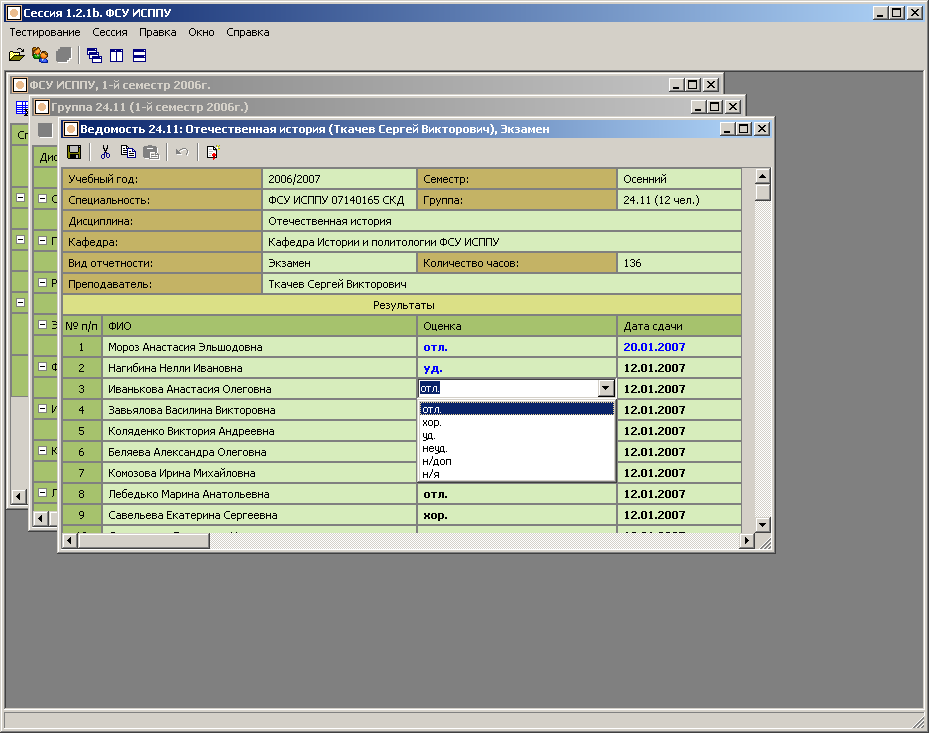 Сессия 1.2.1b. ФСУ ИСППУ
Тестирование Сессия Правка Окно Справка
ФСУ ИСППУ, 1-й семестр 2006г.
Группа 24.11 (1-й семестр 2006г.)
Ведомость 24.11: Отечественная история (Ткачев Сергей Викторович), Экзамен
Учебный год: 2006/2007 Семестр: Осенний
Специальность: ФСУ ИСППУ 07140165 СКД Группа: 24.11 (12 чел.)
Дисциплина: Отечественная история
Кафедра: Кафедра Истории и политологии ФСУ ИСППУ
Вид отчетности: Экзамен Количество часов: 136
Преподаватель: Ткачев Сергей Викторович
Результаты
№ п/п ФИО Оценка Дата сдачи
1 Мороз Анастасия Эльшодовна отл. 20.01.2007
2 Нагибина Нелли Ивановна уд. 12.01.2007
3 Иванькова Анастасия Олеговна отл. 12.01.2007
4 Завьялова Василина Викторовна 12.01.2007
5 Коляденко Виктория Андреевна 12.01.2007
6 Беляева Александра Олеговна 12.01.2007
7 Комозова Ирина Михайловна 12.01.2007
отл.
хор.
уд.
неуд.
н/доп
н/я
8 Лебедько Марина Анатольевна отл. 12.01.2007
9 Савельева Екатерина Сергеевна хор. 12.01.2007